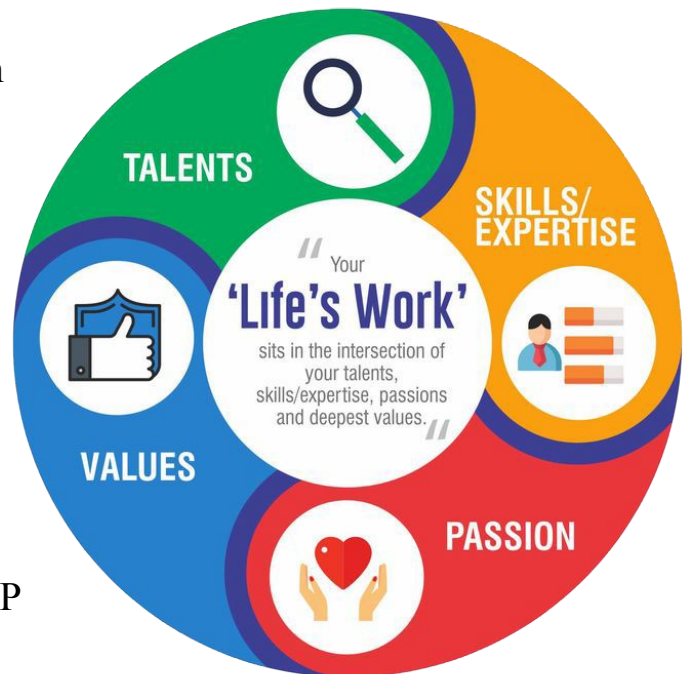 TALENTS
SKILLS/
EXPERTISE
"
Your
‘Life’s Work’
sits in the intersection of
your talents,
skills/expertise, passions
and deepest values.
"
VALUES
PASSION
P